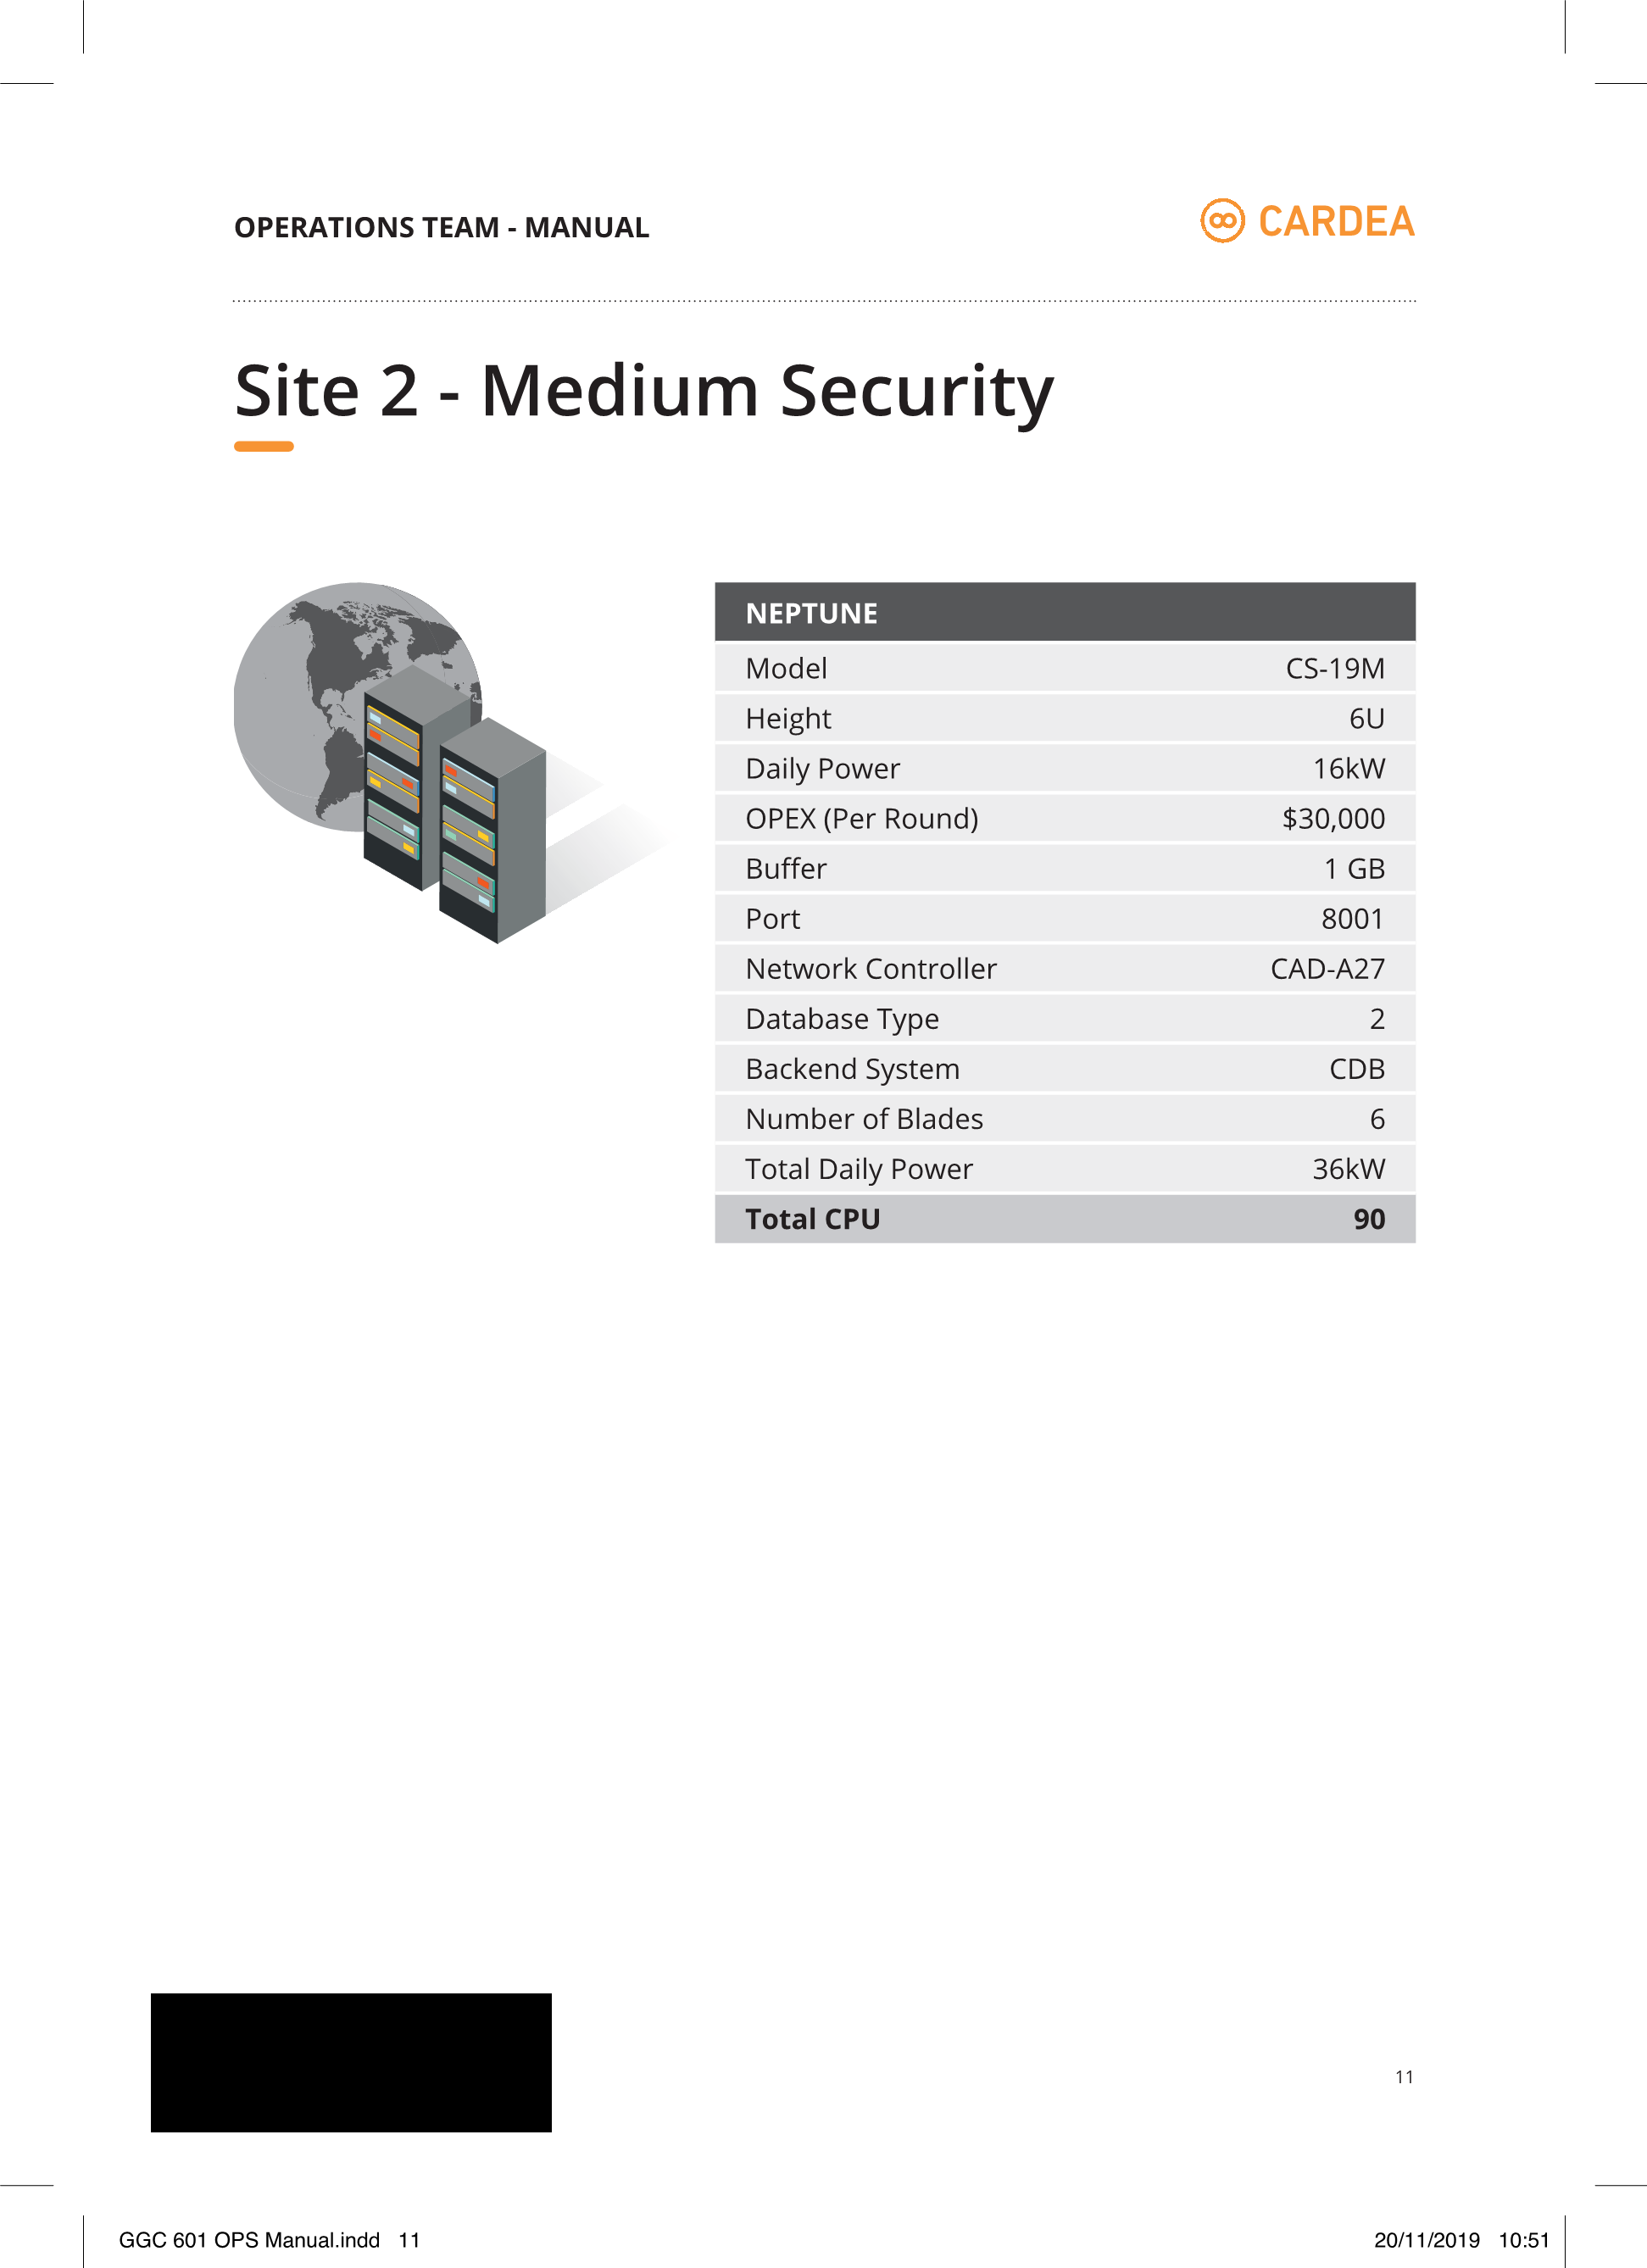 OPERATIONS TEAM - MANUAL
CARDEA
Site 2 - Medium Security
NEPTUNE
Model CS-19M
Height 6U
Daily Power 16kW
OPEX (Per Round) $30,000
Buffer 1 GB
Port 8001
Network Controller CAD-A27
Database Type 2
Backend System CDB
Number of Blades 6
Total Daily Power 36kW
Total CPU 90
11
GGC 601 OPS Manual.indd 11 20/11/2019 10:51